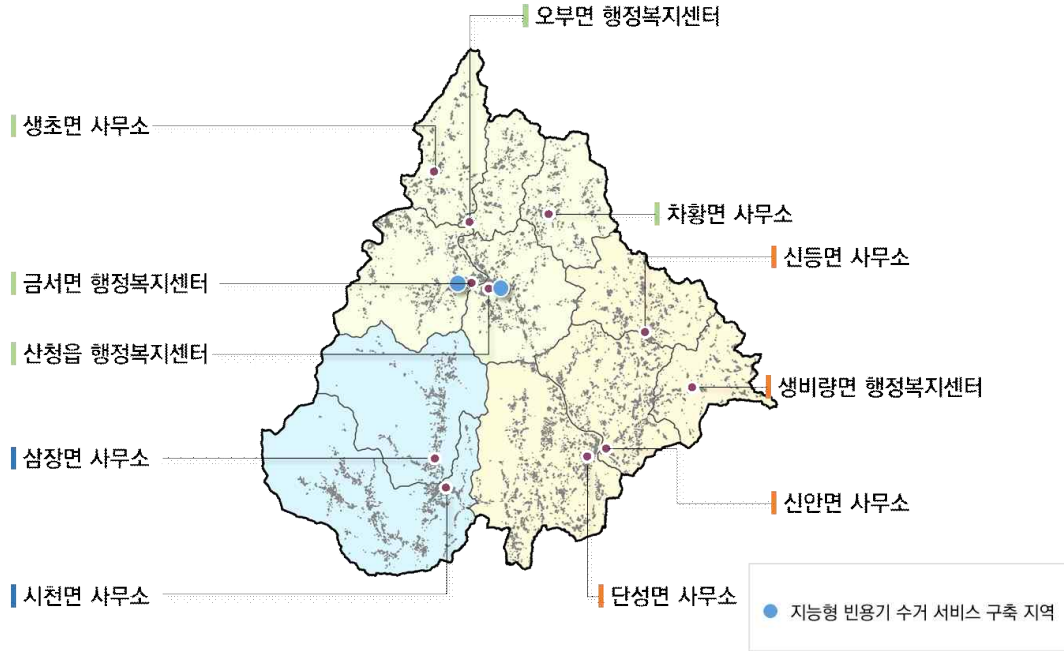 오부면 행정복지센터
생초면 사무소
차황면 사무소
신등면 사무소
금서면 행정복지센터
산청읍 행정복지센터
생비량면 행정복지센터
삼장면 사무소
신안면 사무소
시천면 사무소
단성면 사무소
지능형 빈용기 수거 서비스 구축 지역